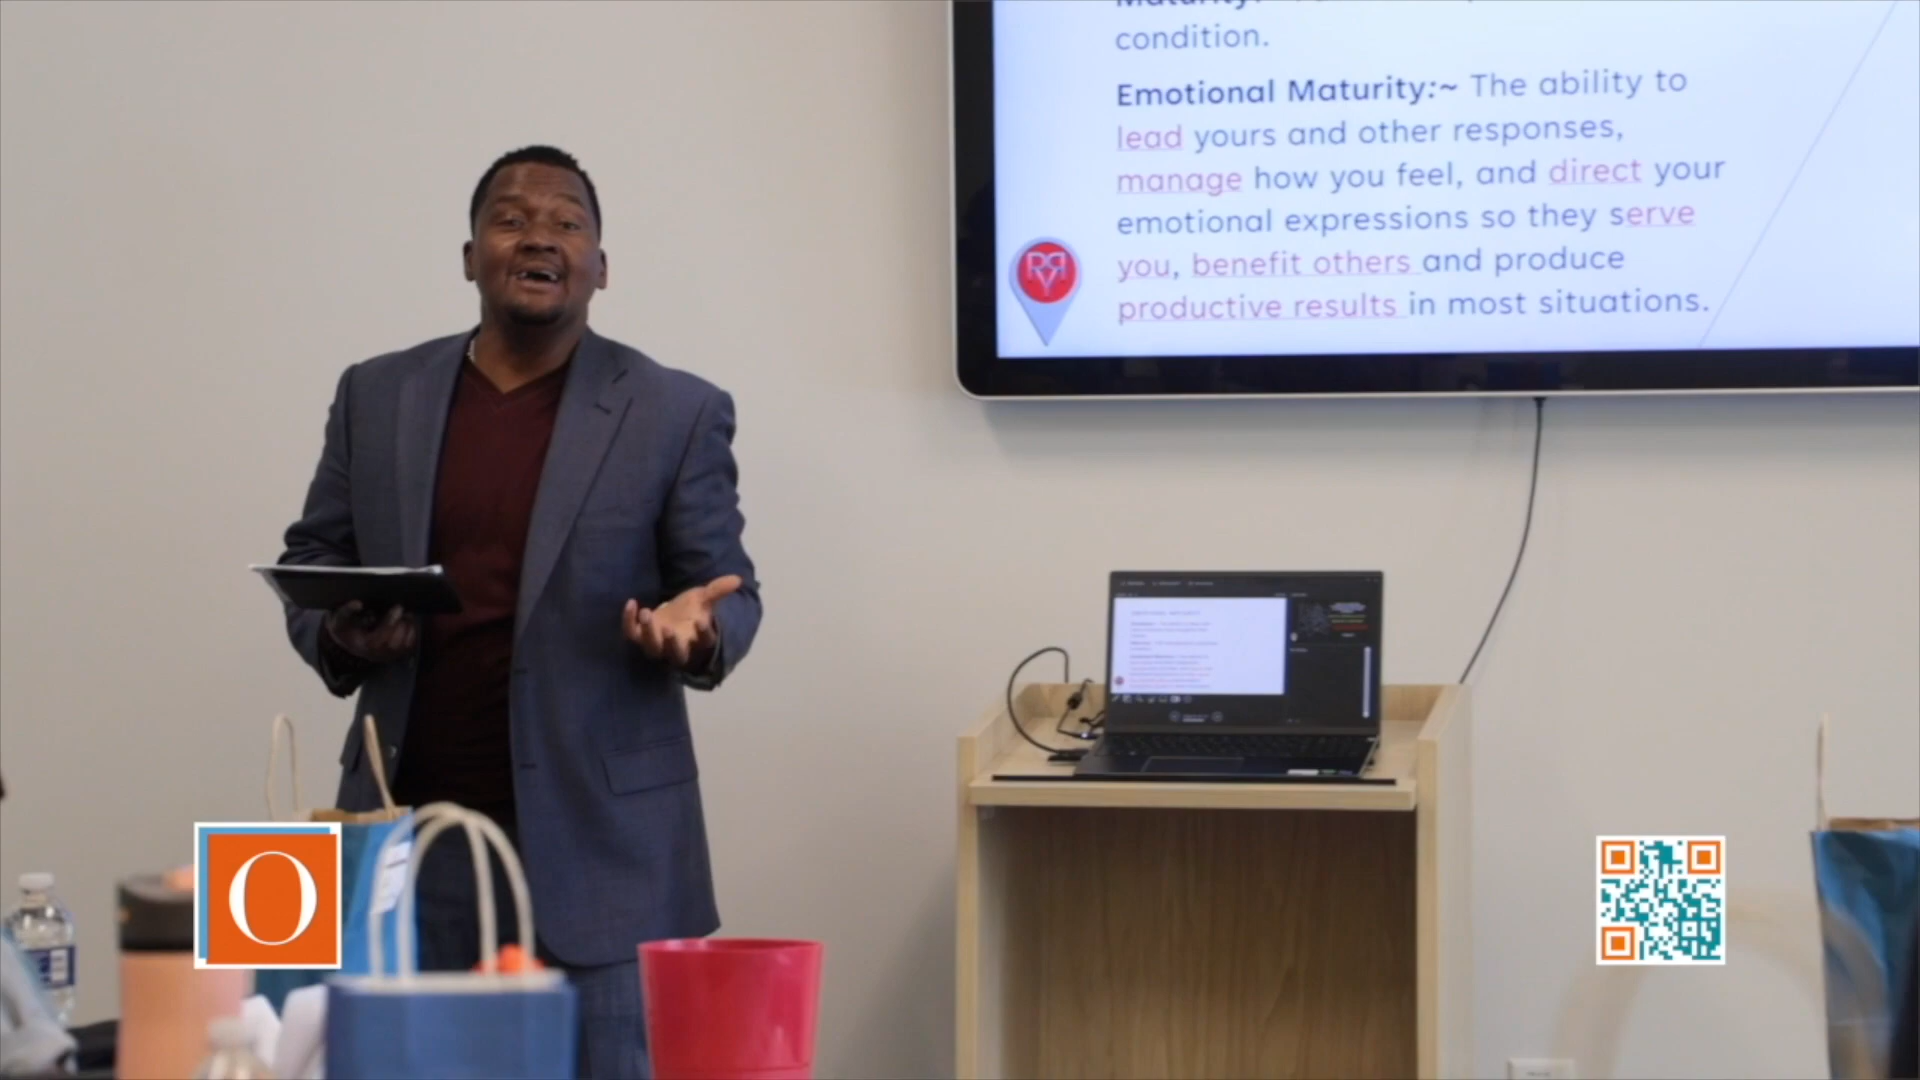 Maturity:~
condition.
Emotional Maturity:~ The ability to
lead yours and other responses,
manage how you feel, and direct your
emotional expressions so they serve
you, benefit others and produce
productive results in most situations.
O